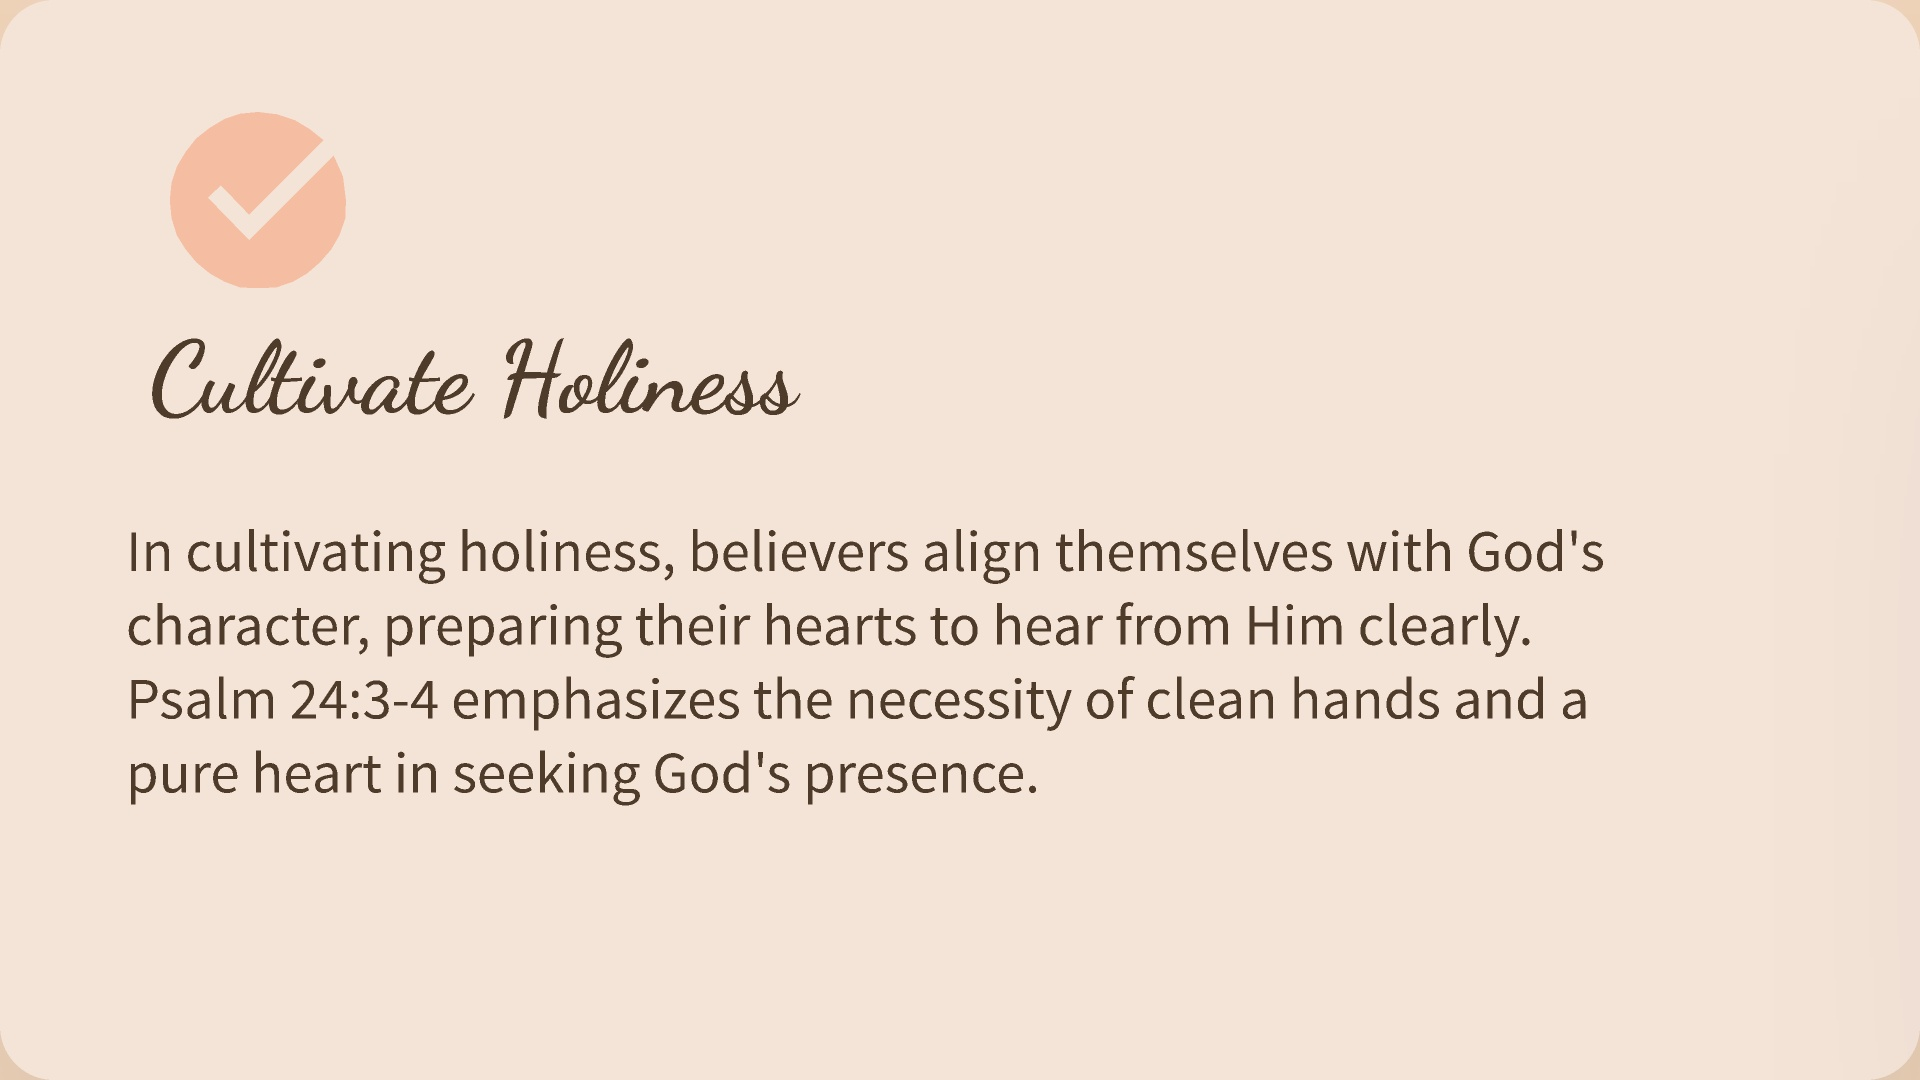 Cultivate Holiness
In cultivating holiness, believers align themselves with God's
character, preparing their hearts to hear from Him clearly.
Psalm 24:3-4 emphasizes the necessity of clean hands and a
pure heart in seeking God's presence.